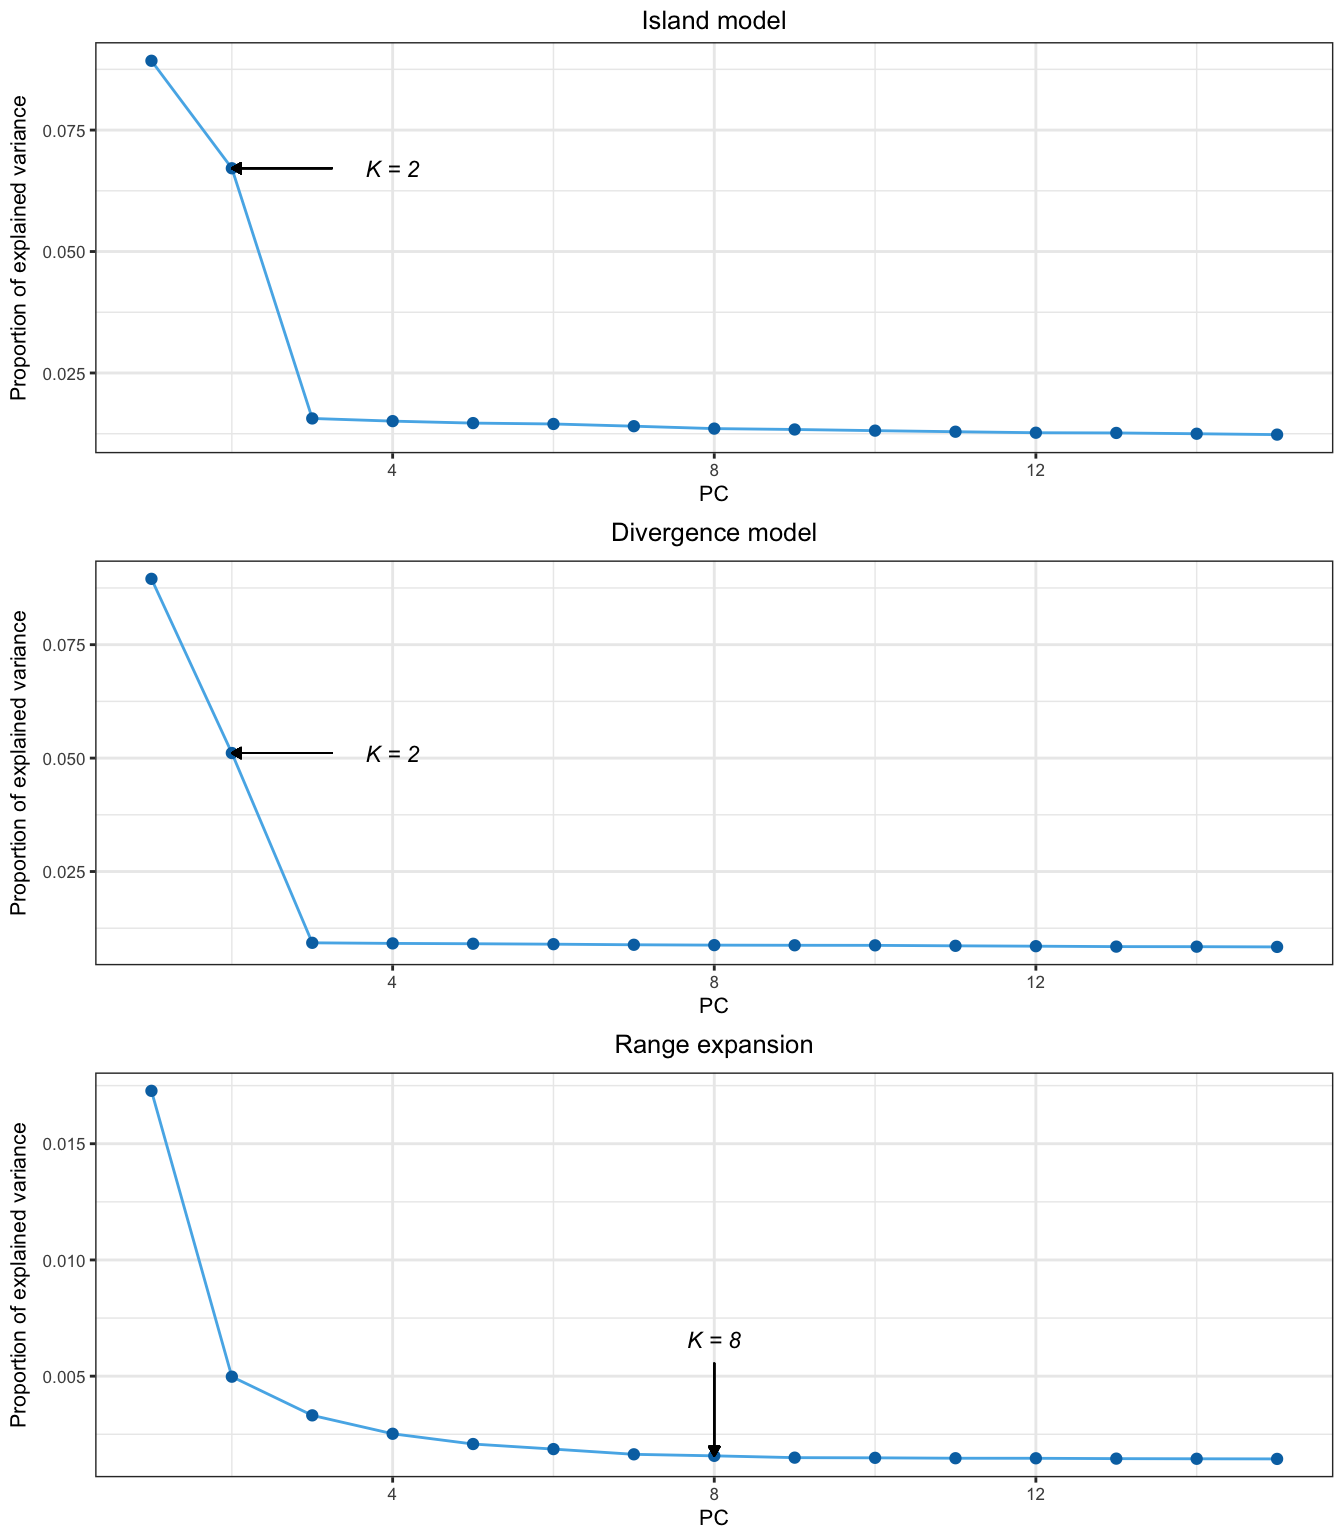 Island model
Proportion of explained variance
0.075
0.050
0.025
K = 2
4
8
12
PC
Divergence model
Proportion of explained variance
0.075
0.050
0.025
K = 2
4
8
12
PC
Range expansion
Proportion of explained variance
0.015
0.010
0.005
K = 8
4
8
12
PC